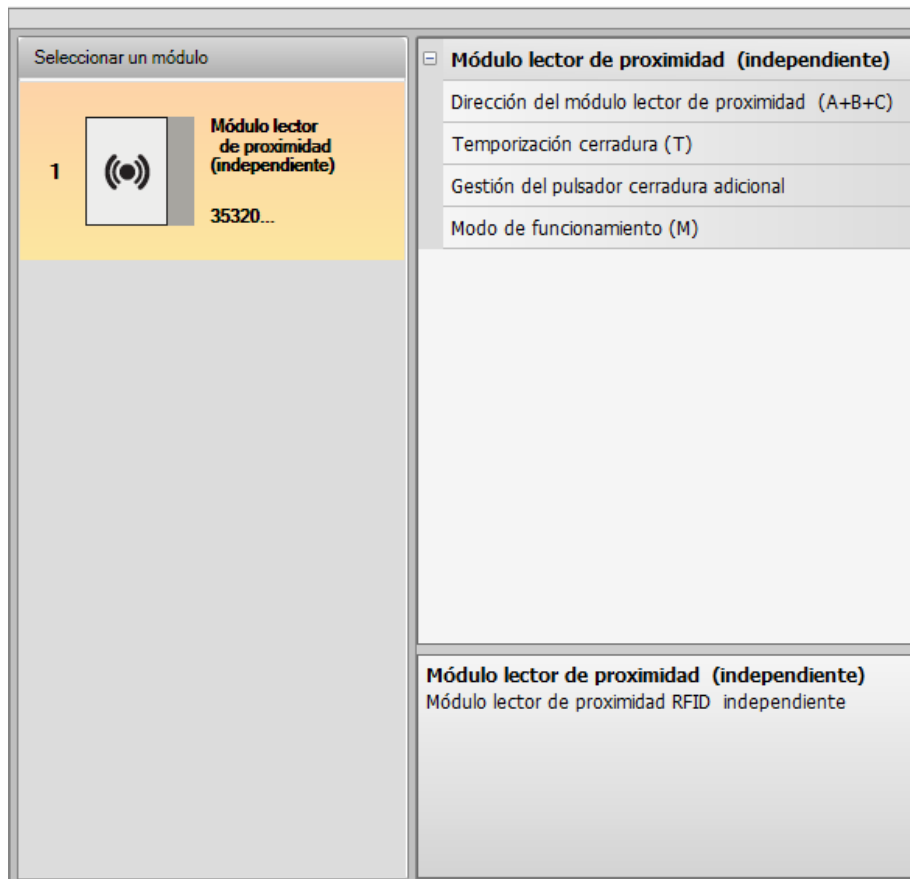 Seleccionar un módulo
1
Módulo lector
de proximidad
(independiente)
35320...
Módulo lector de proximidad (independiente)
Dirección del módulo lector de proximidad (A+B+C)
Temporización cerradura (T)
Gestión del pulsador cerradura adicional
Modo de funcionamiento (M)
Módulo lector de proximidad (independiente)
Módulo lector de proximidad RFID independiente